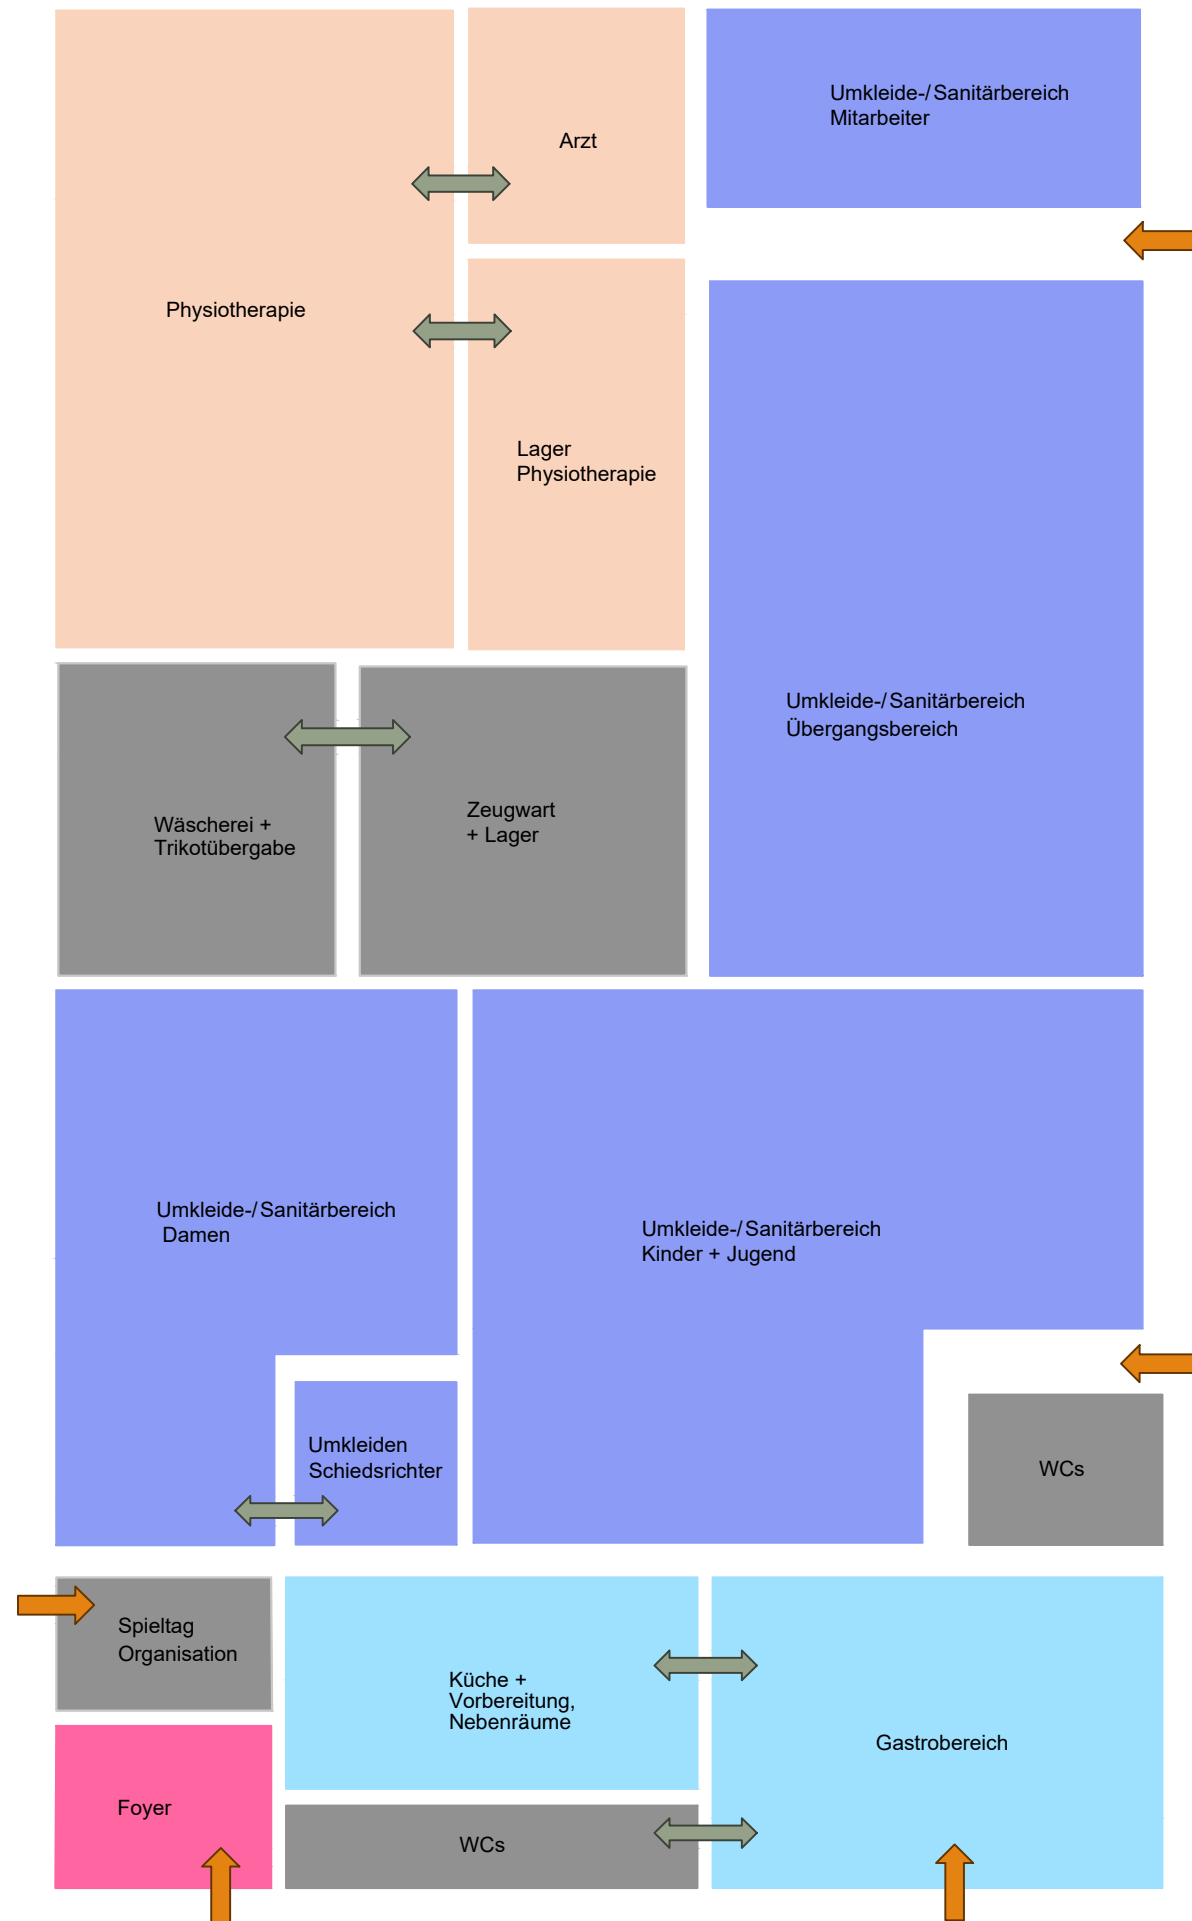 Umkleide-/Sanitärbereich
Mitarbeiter
Arzt
Physiotherapie
Lager
Physiotherapie
Umkleide-/Sanitärbereich
Übergangsbereich
Wäscherei +
Trikotübergabe
Zeugwart
+ Lager
Umkleide-/Sanitärbereich
Damen
Umkleide-/Sanitärbereich
Kinder + Jugend
Umkleiden
Schiedsrichter
WCs
Spieltag
Organisation
Küche +
Vorbereitung,
Nebenräume
Gastrobereich
Foyer
WCs